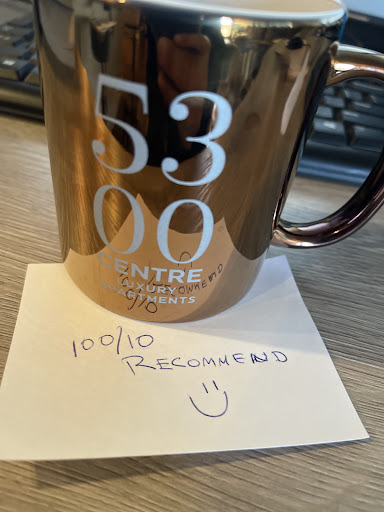 53
00
CENTRE
LUXURY
APARTMENTS
100/10
RECOMMEND